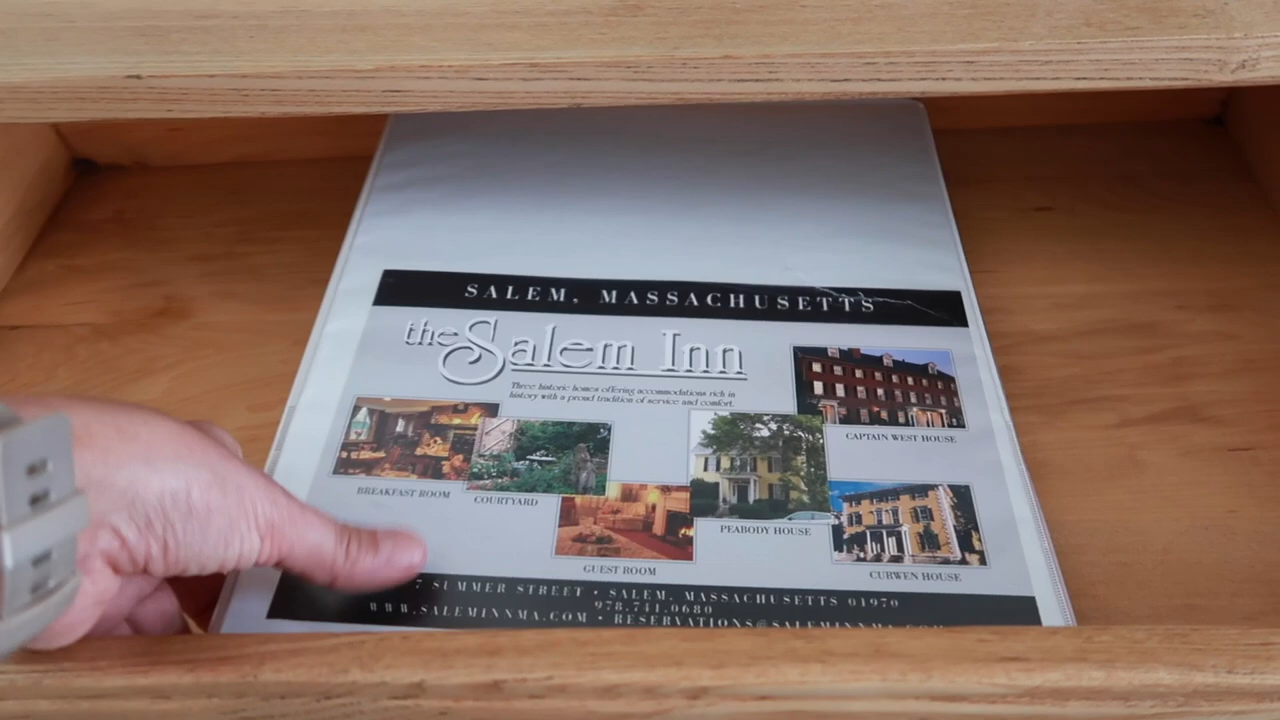 SALEM, MASSACHUSETTS
the Salem Inn
Three historic homes offering accommodations rich in
history with a proud tradition of service and comfort.
CAPTAIN WEST HOUSE
BREAKFAST ROOM
COURTYARD
PEABODY HOUSE
GUEST ROOM
CURWEN HOUSE
7 SUMMER STREET • SALEM, MASSACHUSETTS 01970
978.741.0680
WWW.SALEMINNMA.COM • RESERVATIONS@SALEMINNMA.COM